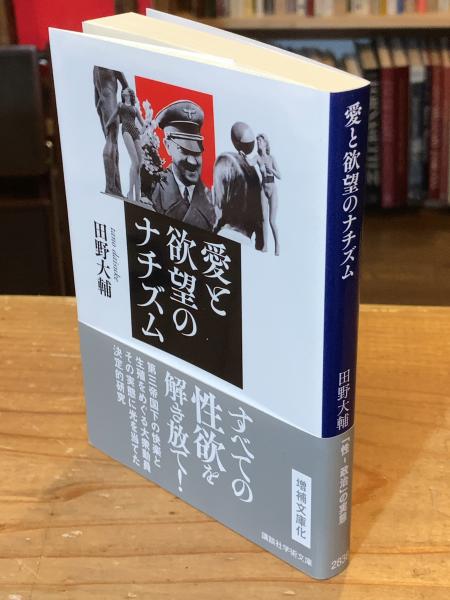 愛と
欲望の
ナチズム
tano daisuke
田野大輔
すべての
性欲を
解き放て!
第三帝国下の快楽と
生殖をめぐる大衆動員
その実態に光を当てた
決定的研究
増補文庫化
講談社学術文庫
愛と欲望のナチズム
田野大輔
「性-政治」の実態